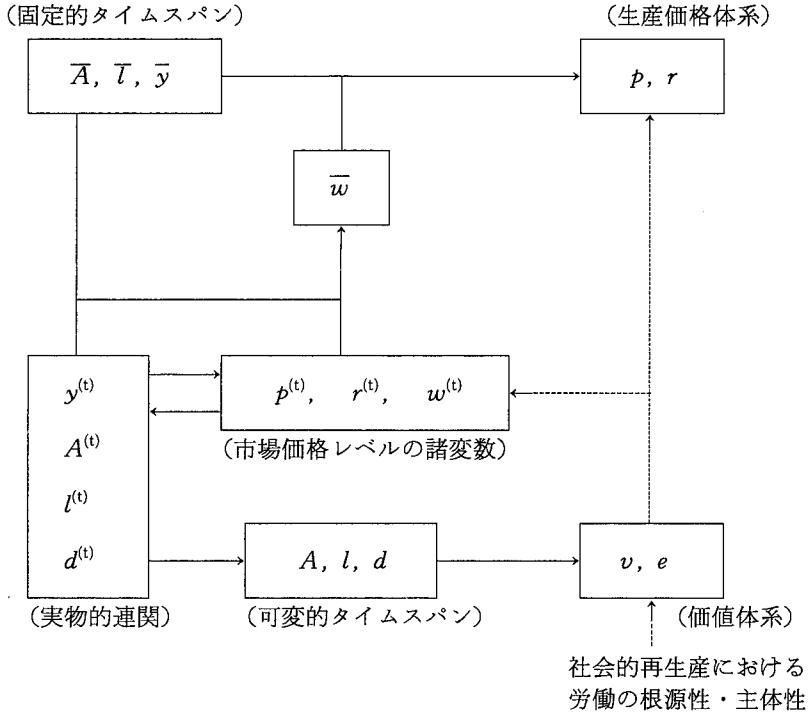 （固定的タイムスパン）
（生産価格体系）
A̅, l̅, y̅
p, r
w̅
y⁽ᵗ⁾
A⁽ᵗ⁾
l⁽ᵗ⁾
d⁽ᵗ⁾
（実物的連関）
p⁽ᵗ⁾, r⁽ᵗ⁾, w⁽ᵗ⁾
（市場価格レベルの諸変数）
A, l, d
（可変的タイムスパン）
v, e
（価値体系）
社会的再生産における
労働の根源性・主体性